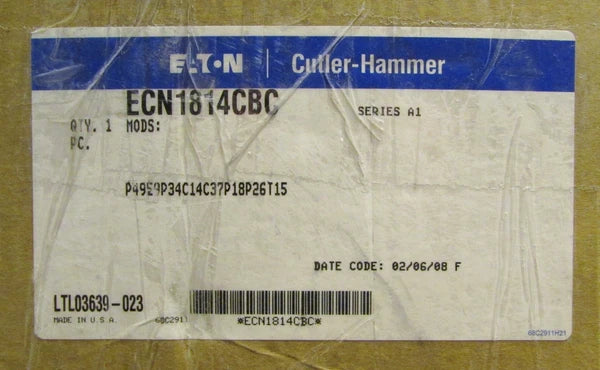 E·T·N | Cutler-Hammer
ECN1814CBC
SERIES A1
QTY. 1 MODS:
PC.
P49E9P34C14C37P18P26T15
DATE CODE: 02/06/08 F
LTL03639-023
MADE IN U.S.A.
68C2911
*ECN1814CBC*
68C2911H21